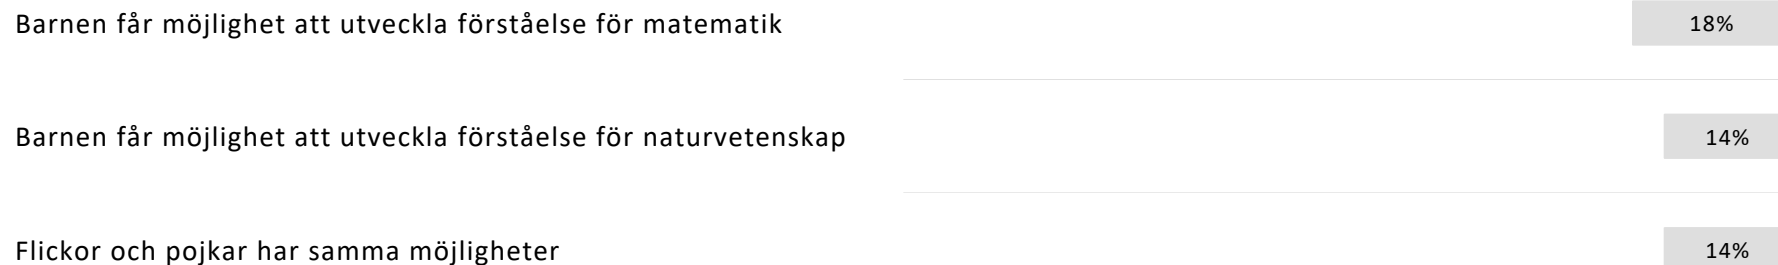 Barnen får möjlighet att utveckla förståelse för matematik 18%
Barnen får möjlighet att utveckla förståelse för naturvetenskap 14%
Flickor och pojkar har samma möjligheter 14%